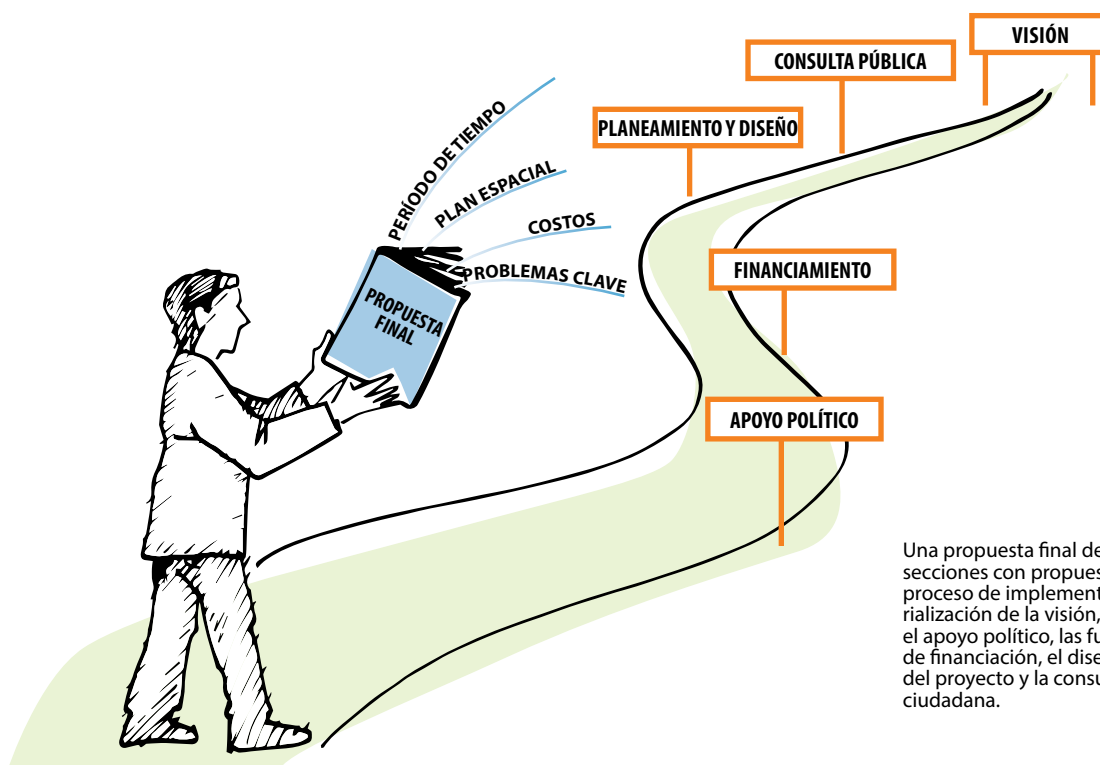 VISIÓN
CONSULTA PÚBLICA
PLANEAMIENTO Y DISEÑO
PERÍODO DE TIEMPO
PLAN ESPACIAL
COSTOS
PROBLEMAS CLAVE
PROPUESTA
FINAL
FINANCIAMIENTO
APOYO POLÍTICO
Una propuesta final de
secciones con propues
proceso de implement
rialización de la visión,
el apoyo político, las fu
de financiación, el dise
del proyecto y la consu
ciudadana.